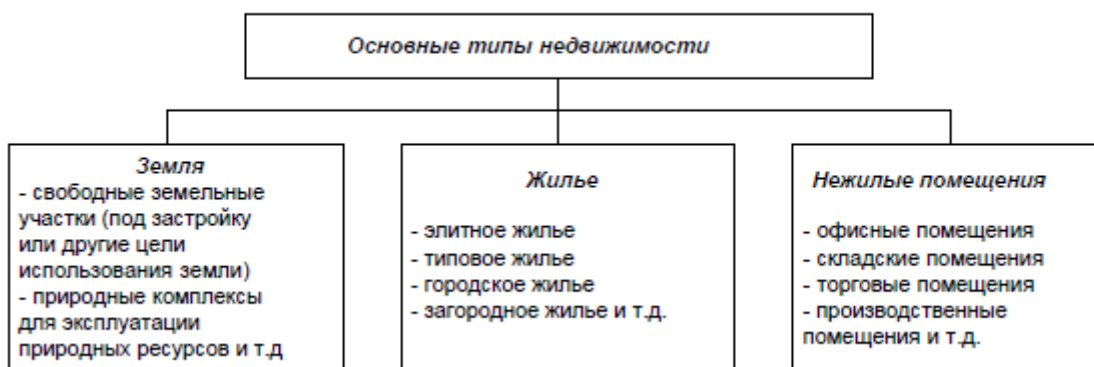 Основные типы недвижимости
Земля
- свободные земельные
участки (под застройку
или другие цели
использования земли)
- природные комплексы
для эксплуатации
природных ресурсов и т.д
Жилье
- элитное жилье
- типовое жилье
- городское жилье
- загородное жилье и т.д.
Нежилые помещения
- офисные помещения
- складские помещения
- торговые помещения
- производственные
помещения и т.д.